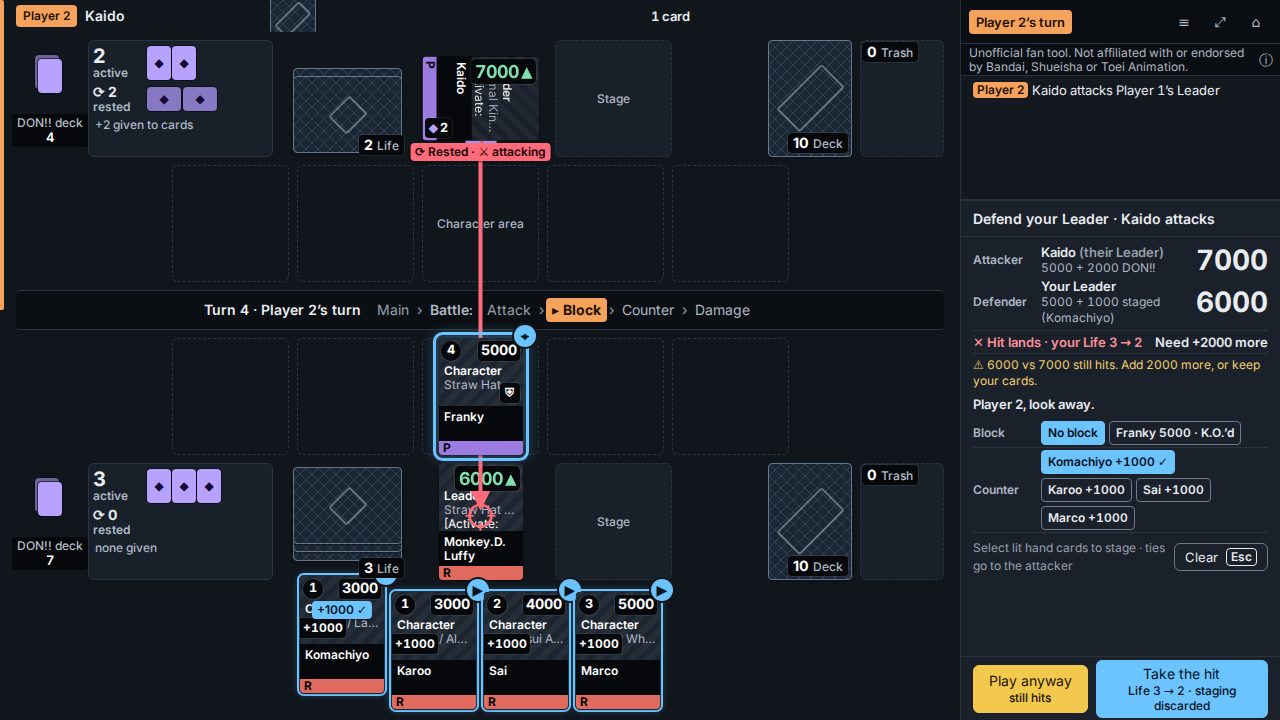 Player 2 Kaido
1 card
Player 2's turn
Unofficial fan tool. Not affiliated with or endorsed
by Bandai, Shueisha or Toei Animation.
Player 2 Kaido attacks Player 1's Leader
2
active
⟳ 2
rested
+2 given to cards
DON!! deck
4
2 Life
P
Kaido
7000▲
◆2
⟳ Rested · ⚔ attacking
Stage
10 Deck
0 Trash
Character area
Turn 4 · Player 2's turn Main › Battle: Attack › ▸ Block › Counter › Damage
4 5000
Character
Straw Hat
Franky
P
3
active
⟳ 0
rested
none given
DON!! deck
4
3 Life
6000▲
Straw Hat ...
[Activate:
Monkey.D.
Luffy
R
Stage
10 Deck
0 Trash
1 3000
+1000 ✓
+1000 / La...
Komachiyo
R
1 3000
Character
+1000 / Al...
Karoo
R
2 4000
Character
+1000 ui A...
Sai
R
3 5000
Character
+1000 Wh...
Marco
R
Defend your Leader · Kaido attacks
Attacker Kaido (their Leader) 7000
5000 + 2000 DON!!
Defender Your Leader 6000
5000 + 1000 staged
(Komachiyo)
✕ Hit lands · your Life 3 → 2 Need +2000 more
⚠ 6000 vs 7000 still hits. Add 2000 more, or keep
your cards.
Player 2, look away.
Block No block Franky 5000 · K.O.'d
Counter Komachiyo +1000 ✓
Karoo +1000 Sai +1000
Marco +1000
Select lit hand cards to stage · ties
go to the attacker
Clear Esc
Play anyway
still hits
Take the hit
Life 3 → 2 · staging
discarded